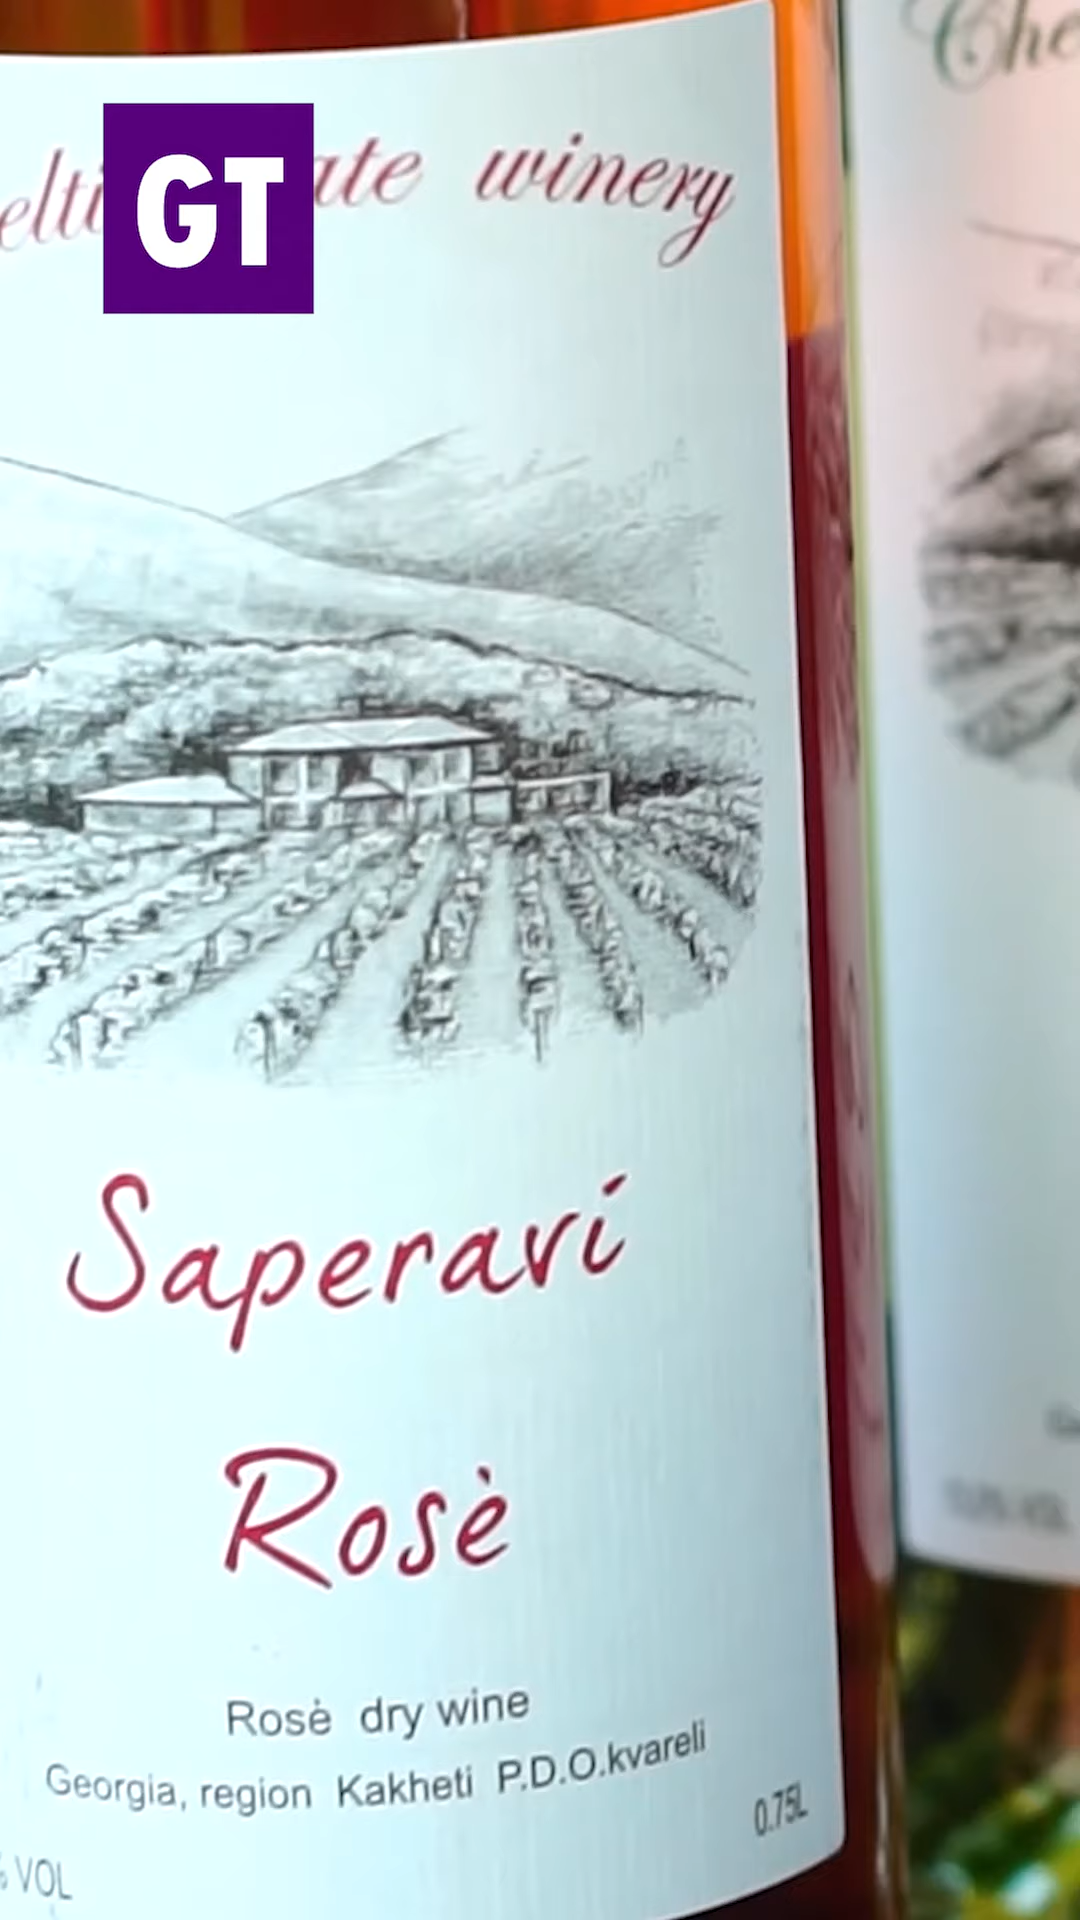 GT
winery
Saperavi
Rosè
Rosè dry wine
Georgia, region Kakheti P.D.O.kvareli
0.75L
VOL